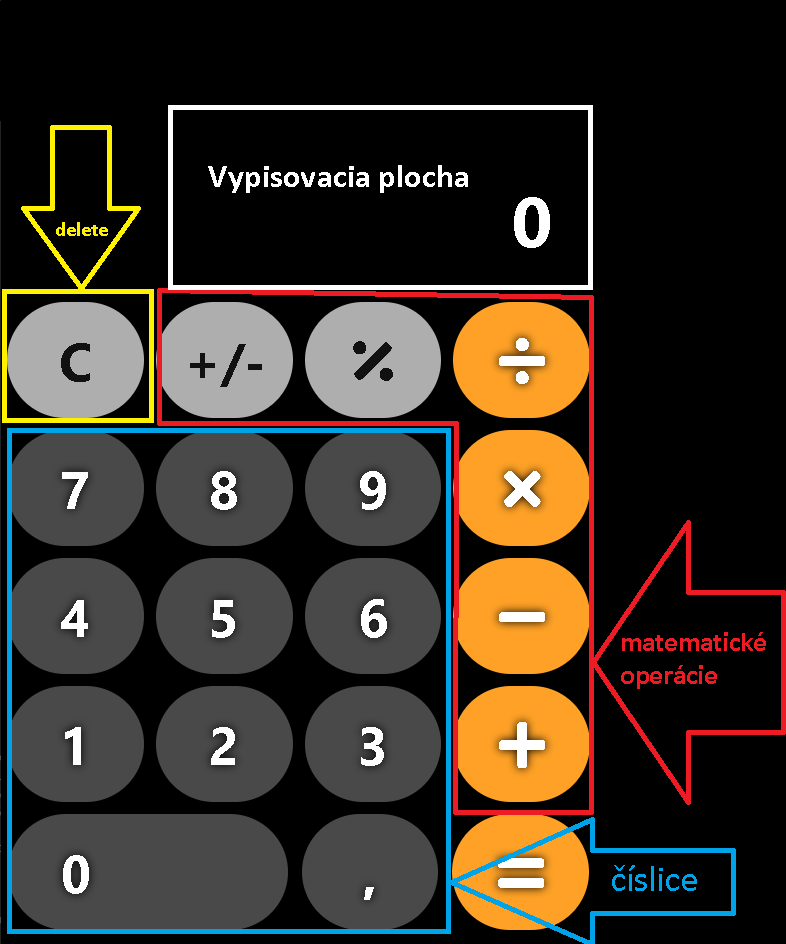 Vypisovacia plocha
0
delete
C +/- % ÷
7 8 9 ×
4 5 6 −
matematické
operácie
1 2 3 +
0 , =
číslice